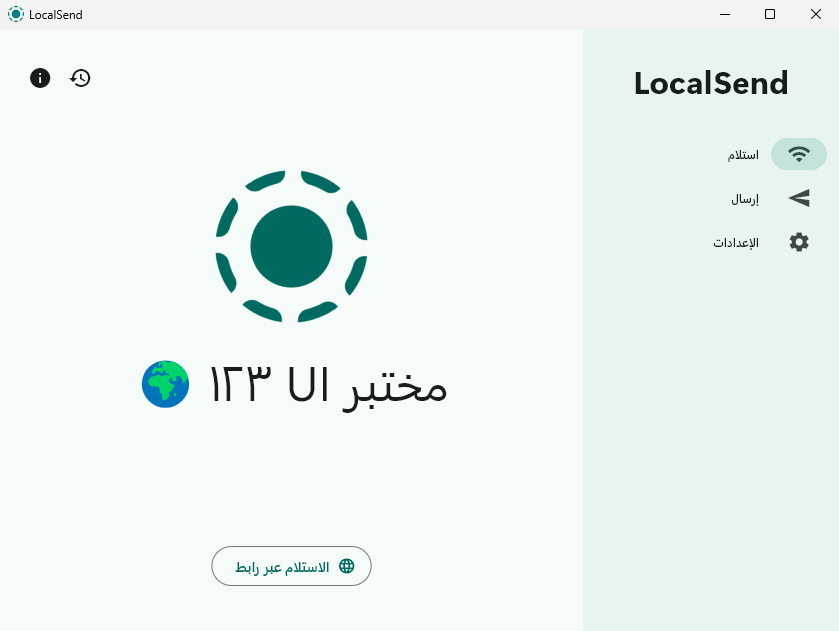 LocalSend
LocalSend
استلام
إرسال
الإعدادات
مختبر UI ١٢٣ 🌍
الاستلام عبر رابط